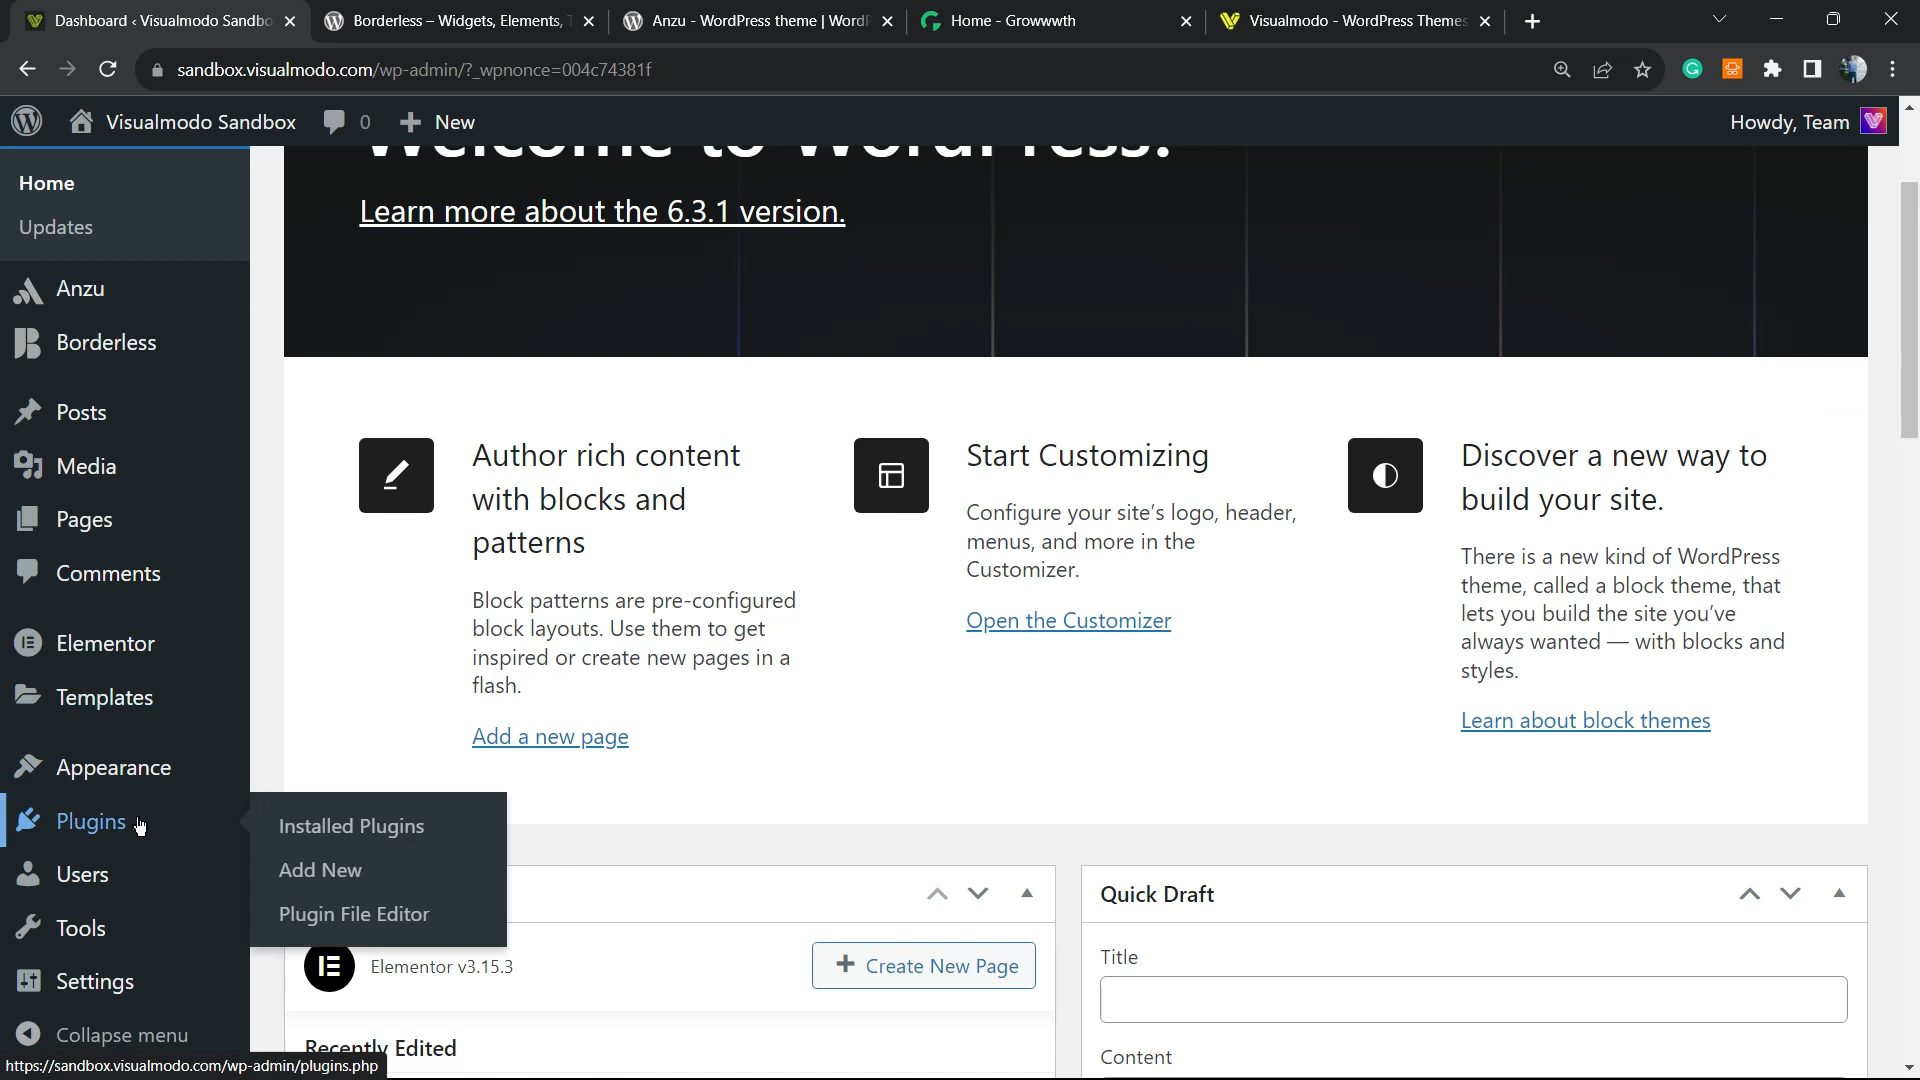 Dashboard ‹ Visualmodo Sandbo
Borderless – Widgets, Elements, T
Anzu - WordPress theme | WordP
Home - Growwwth
Visualmodo - WordPress Themes
sandbox.visualmodo.com/wp-admin/?_wpnonce=004c74381f
Visualmodo Sandbox
0
New
Howdy, Team
Welcome to WordPress!
Learn more about the 6.3.1 version.
Home
Updates
Anzu
Borderless
Posts
Media
Pages
Comments
Elementor
Templates
Appearance
Plugins
Users
Tools
Settings
Collapse menu
Installed Plugins
Add New
Plugin File Editor
Author rich content
with blocks and
patterns
Block patterns are pre-configured
block layouts. Use them to get
inspired or create new pages in a
flash.
Add a new page
Start Customizing
Configure your site's logo, header,
menus, and more in the
Customizer.
Open the Customizer
Discover a new way to
build your site.
There is a new kind of WordPress
theme, called a block theme, that
lets you build the site you've
always wanted — with blocks and
styles.
Learn about block themes
Elementor v3.15.3
Create New Page
Recently Edited
Quick Draft
Title
Content
https://sandbox.visualmodo.com/wp-admin/plugins.php